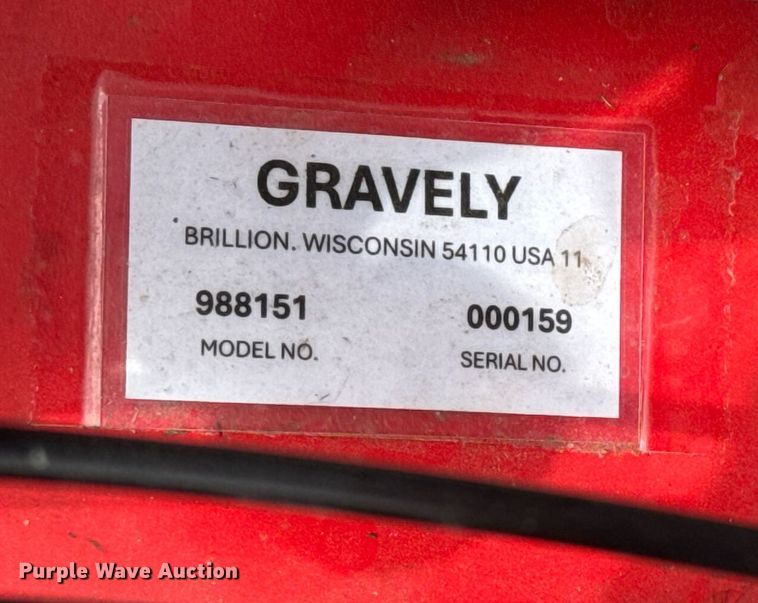 GRAVELY
BRILLION. WISCONSIN 54110 USA 11
988151 000159
MODEL NO. SERIAL NO.
Purple Wave Auction